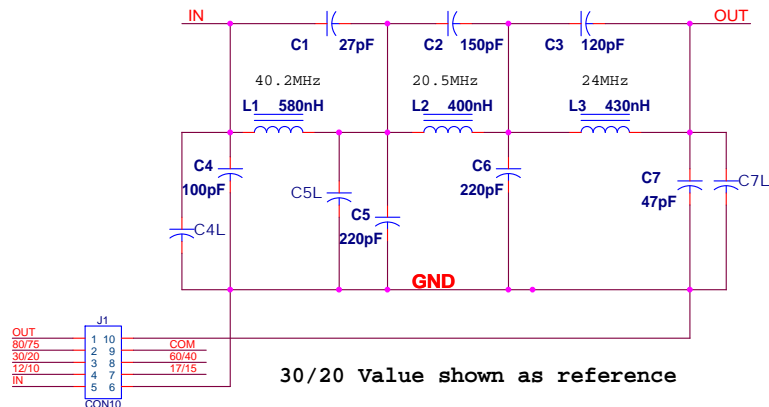 IN OUT
C1 27pF C2 150pF C3 120pF
40.2MHz 20.5MHz 24MHz
L1 580nH L2 400nH L3 430nH
C4 100pF
C4L
C5L
C5 220pF
C6 220pF
C7 47pF
C7L
GND
J1
OUT 1 10
80/75 2 9 COM
30/20 3 8 60/40
12/10 4 7 17/15
IN 5 6
CON10
30/20 Value shown as reference